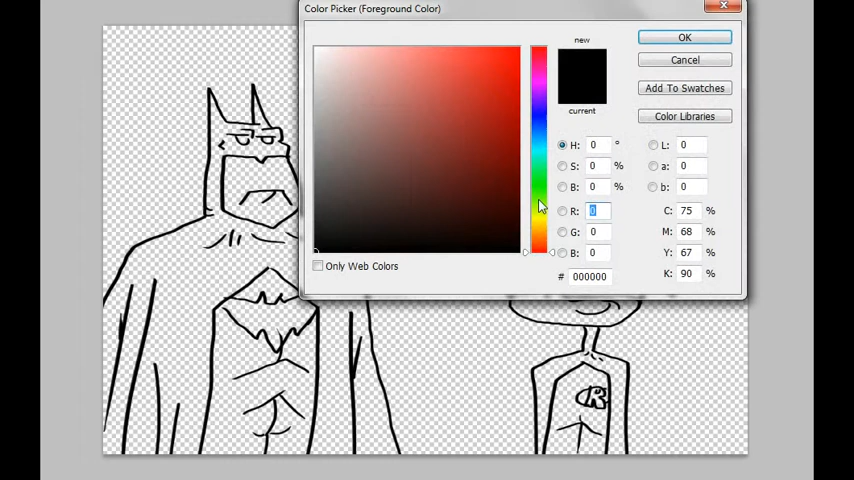 Color Picker (Foreground Color)
new
current
OK
Cancel
Add To Swatches
Color Libraries
H: 0 °
S: 0 %
B: 0 %
R: 0
G: 0
B: 0
# 000000
L: 0
a: 0
b: 0
C: 75 %
M: 68 %
Y: 67 %
K: 90 %
Only Web Colors
R